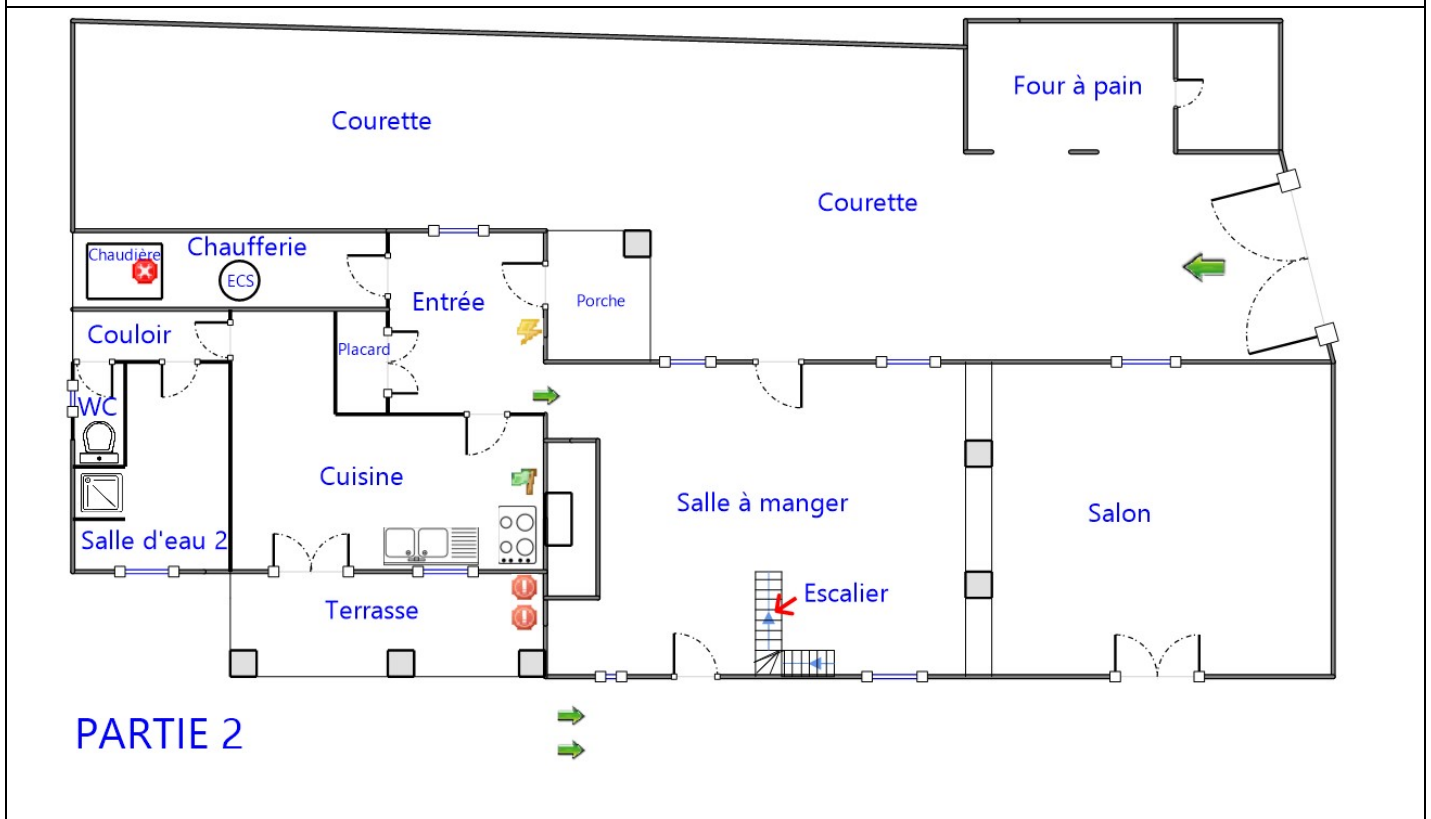 Four à pain
Courette
Courette
Chaufferie
Chaudière
ECS
Entrée
Porche
Couloir
Placard
WC
Cuisine
Salle à manger
Salon
Salle d'eau 2
Escalier
Terrasse
PARTIE 2